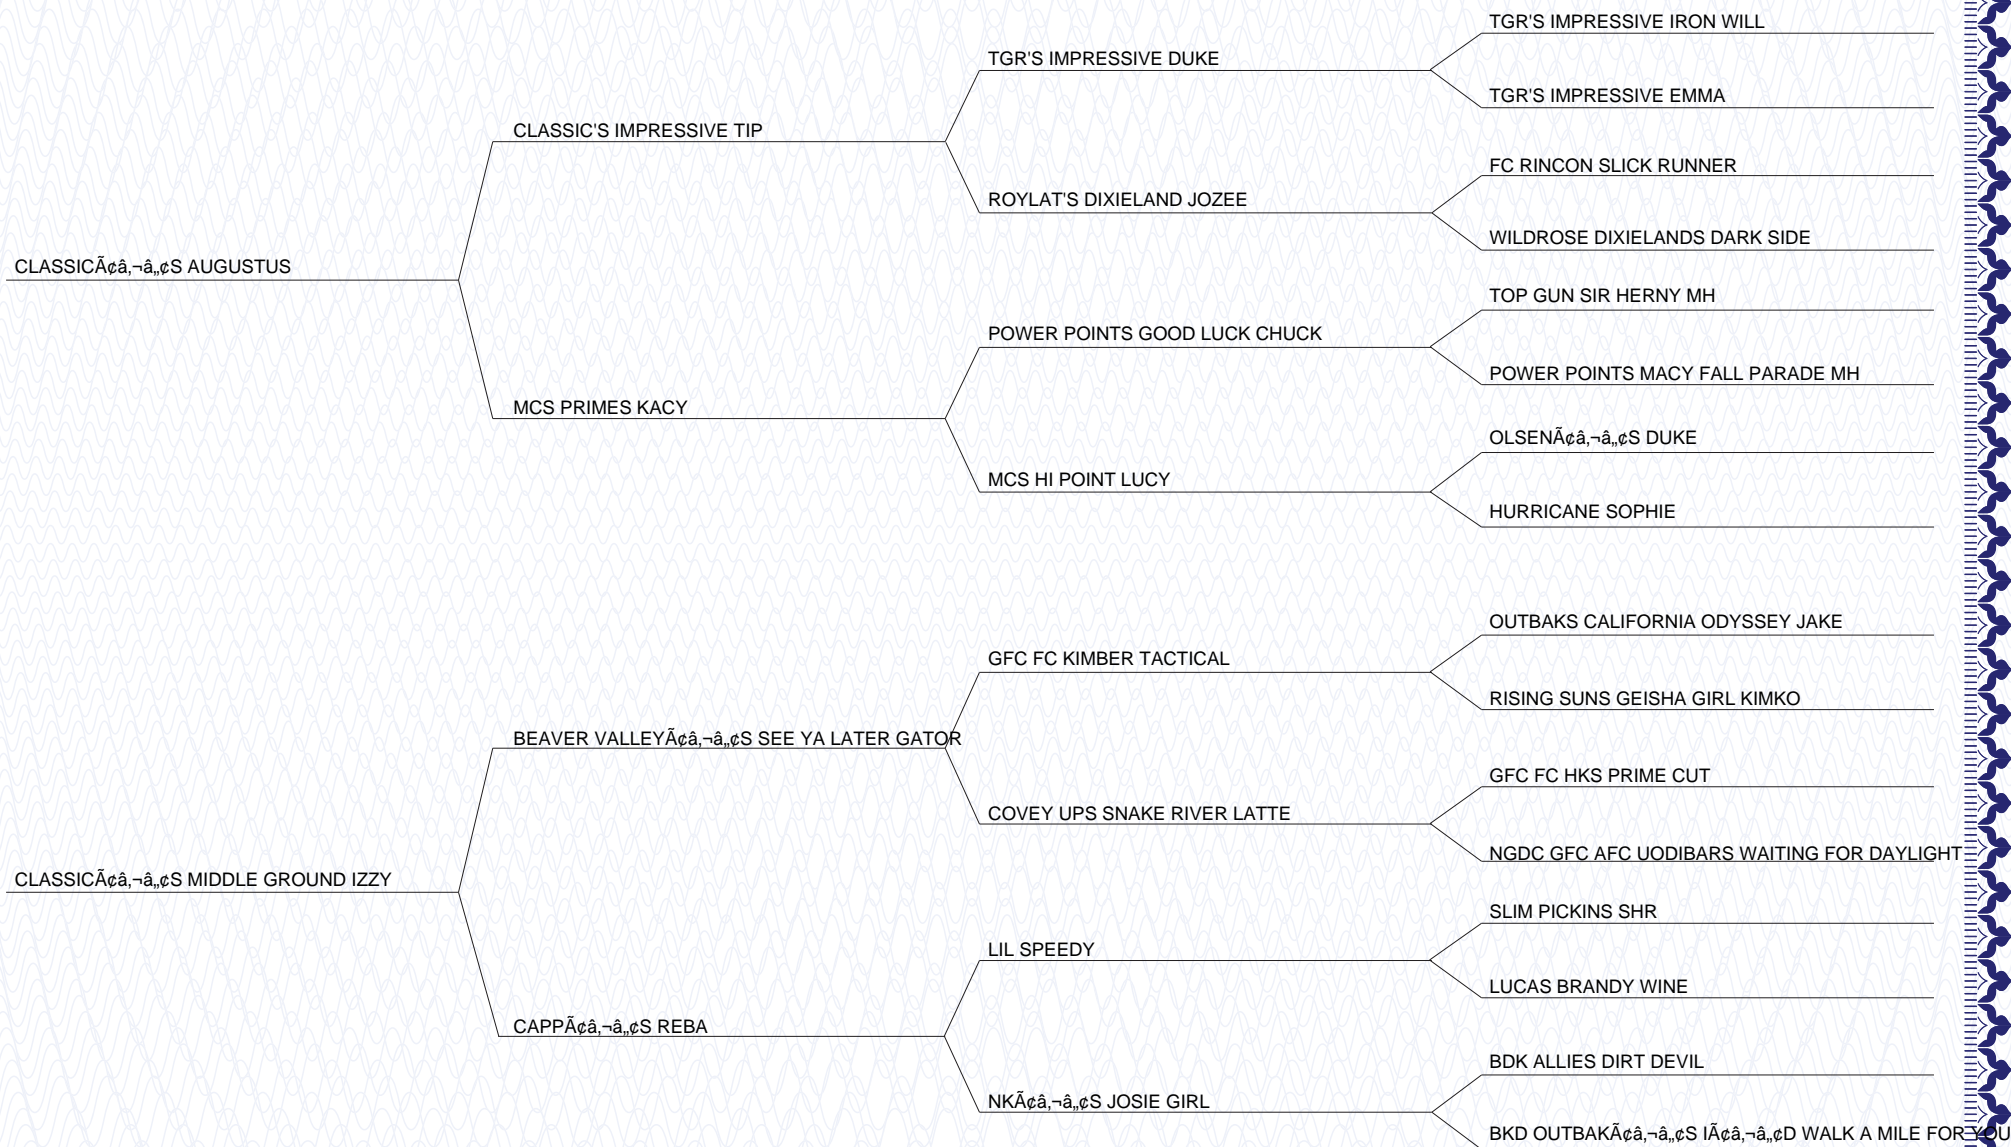 TGR'S IMPRESSIVE IRON WILL
TGR'S IMPRESSIVE DUKE
TGR'S IMPRESSIVE EMMA
CLASSIC'S IMPRESSIVE TIP
FC RINCON SLICK RUNNER
ROYLAT'S DIXIELAND JOZEE
WILDROSE DIXIELANDS DARK SIDE
CLASSICÃ¢â‚¬â„¢S AUGUSTUS
TOP GUN SIR HERNY MH
POWER POINTS GOOD LUCK CHUCK
POWER POINTS MACY FALL PARADE MH
MCS PRIMES KACY
OLSENÃ¢â‚¬â„¢S DUKE
MCS HI POINT LUCY
HURRICANE SOPHIE
OUTBAKS CALIFORNIA ODYSSEY JAKE
GFC FC KIMBER TACTICAL
RISING SUNS GEISHA GIRL KIMKO
BEAVER VALLEYÃ¢â‚¬â„¢S SEE YA LATER GATOR
GFC FC HKS PRIME CUT
COVEY UPS SNAKE RIVER LATTE
NGDC GFC AFC UODIBARS WAITING FOR DAYLIGHT
CLASSICÃ¢â‚¬â„¢S MIDDLE GROUND IZZY
SLIM PICKINS SHR
LIL SPEEDY
LUCAS BRANDY WINE
CAPPÃ¢â‚¬â„¢S REBA
BDK ALLIES DIRT DEVIL
NKÃ¢â‚¬â„¢S JOSIE GIRL
BKD OUTBAKÃ¢â‚¬â„¢S IÃ¢â‚¬â„¢D WALK A MILE FOR YOU